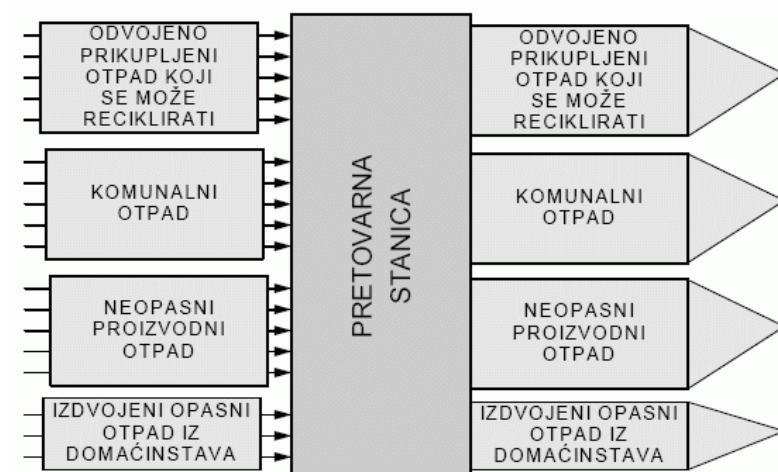 ODVOJENO
PRIKUPLJENI
OTPAD KOJI
SE MOŽE
RECIKLIRATI
KOMUNALNI
OTPAD
NEOPASNI
PROIZVODNI
OTPAD
IZDVOJENI OPASNI
OTPAD IZ
DOMAĆINSTAVA
PRETOVARNA
STANICA
ODVOJENO
PRIKUPLJENI
OTPAD KOJI
SE MOŽE
RECIKLIRATI
KOMUNALNI
OTPAD
NEOPASNI
PROIZVODNI
OTPAD
IZDVOJENI OPASNI
OTPAD IZ
DOMAĆINSTAVA